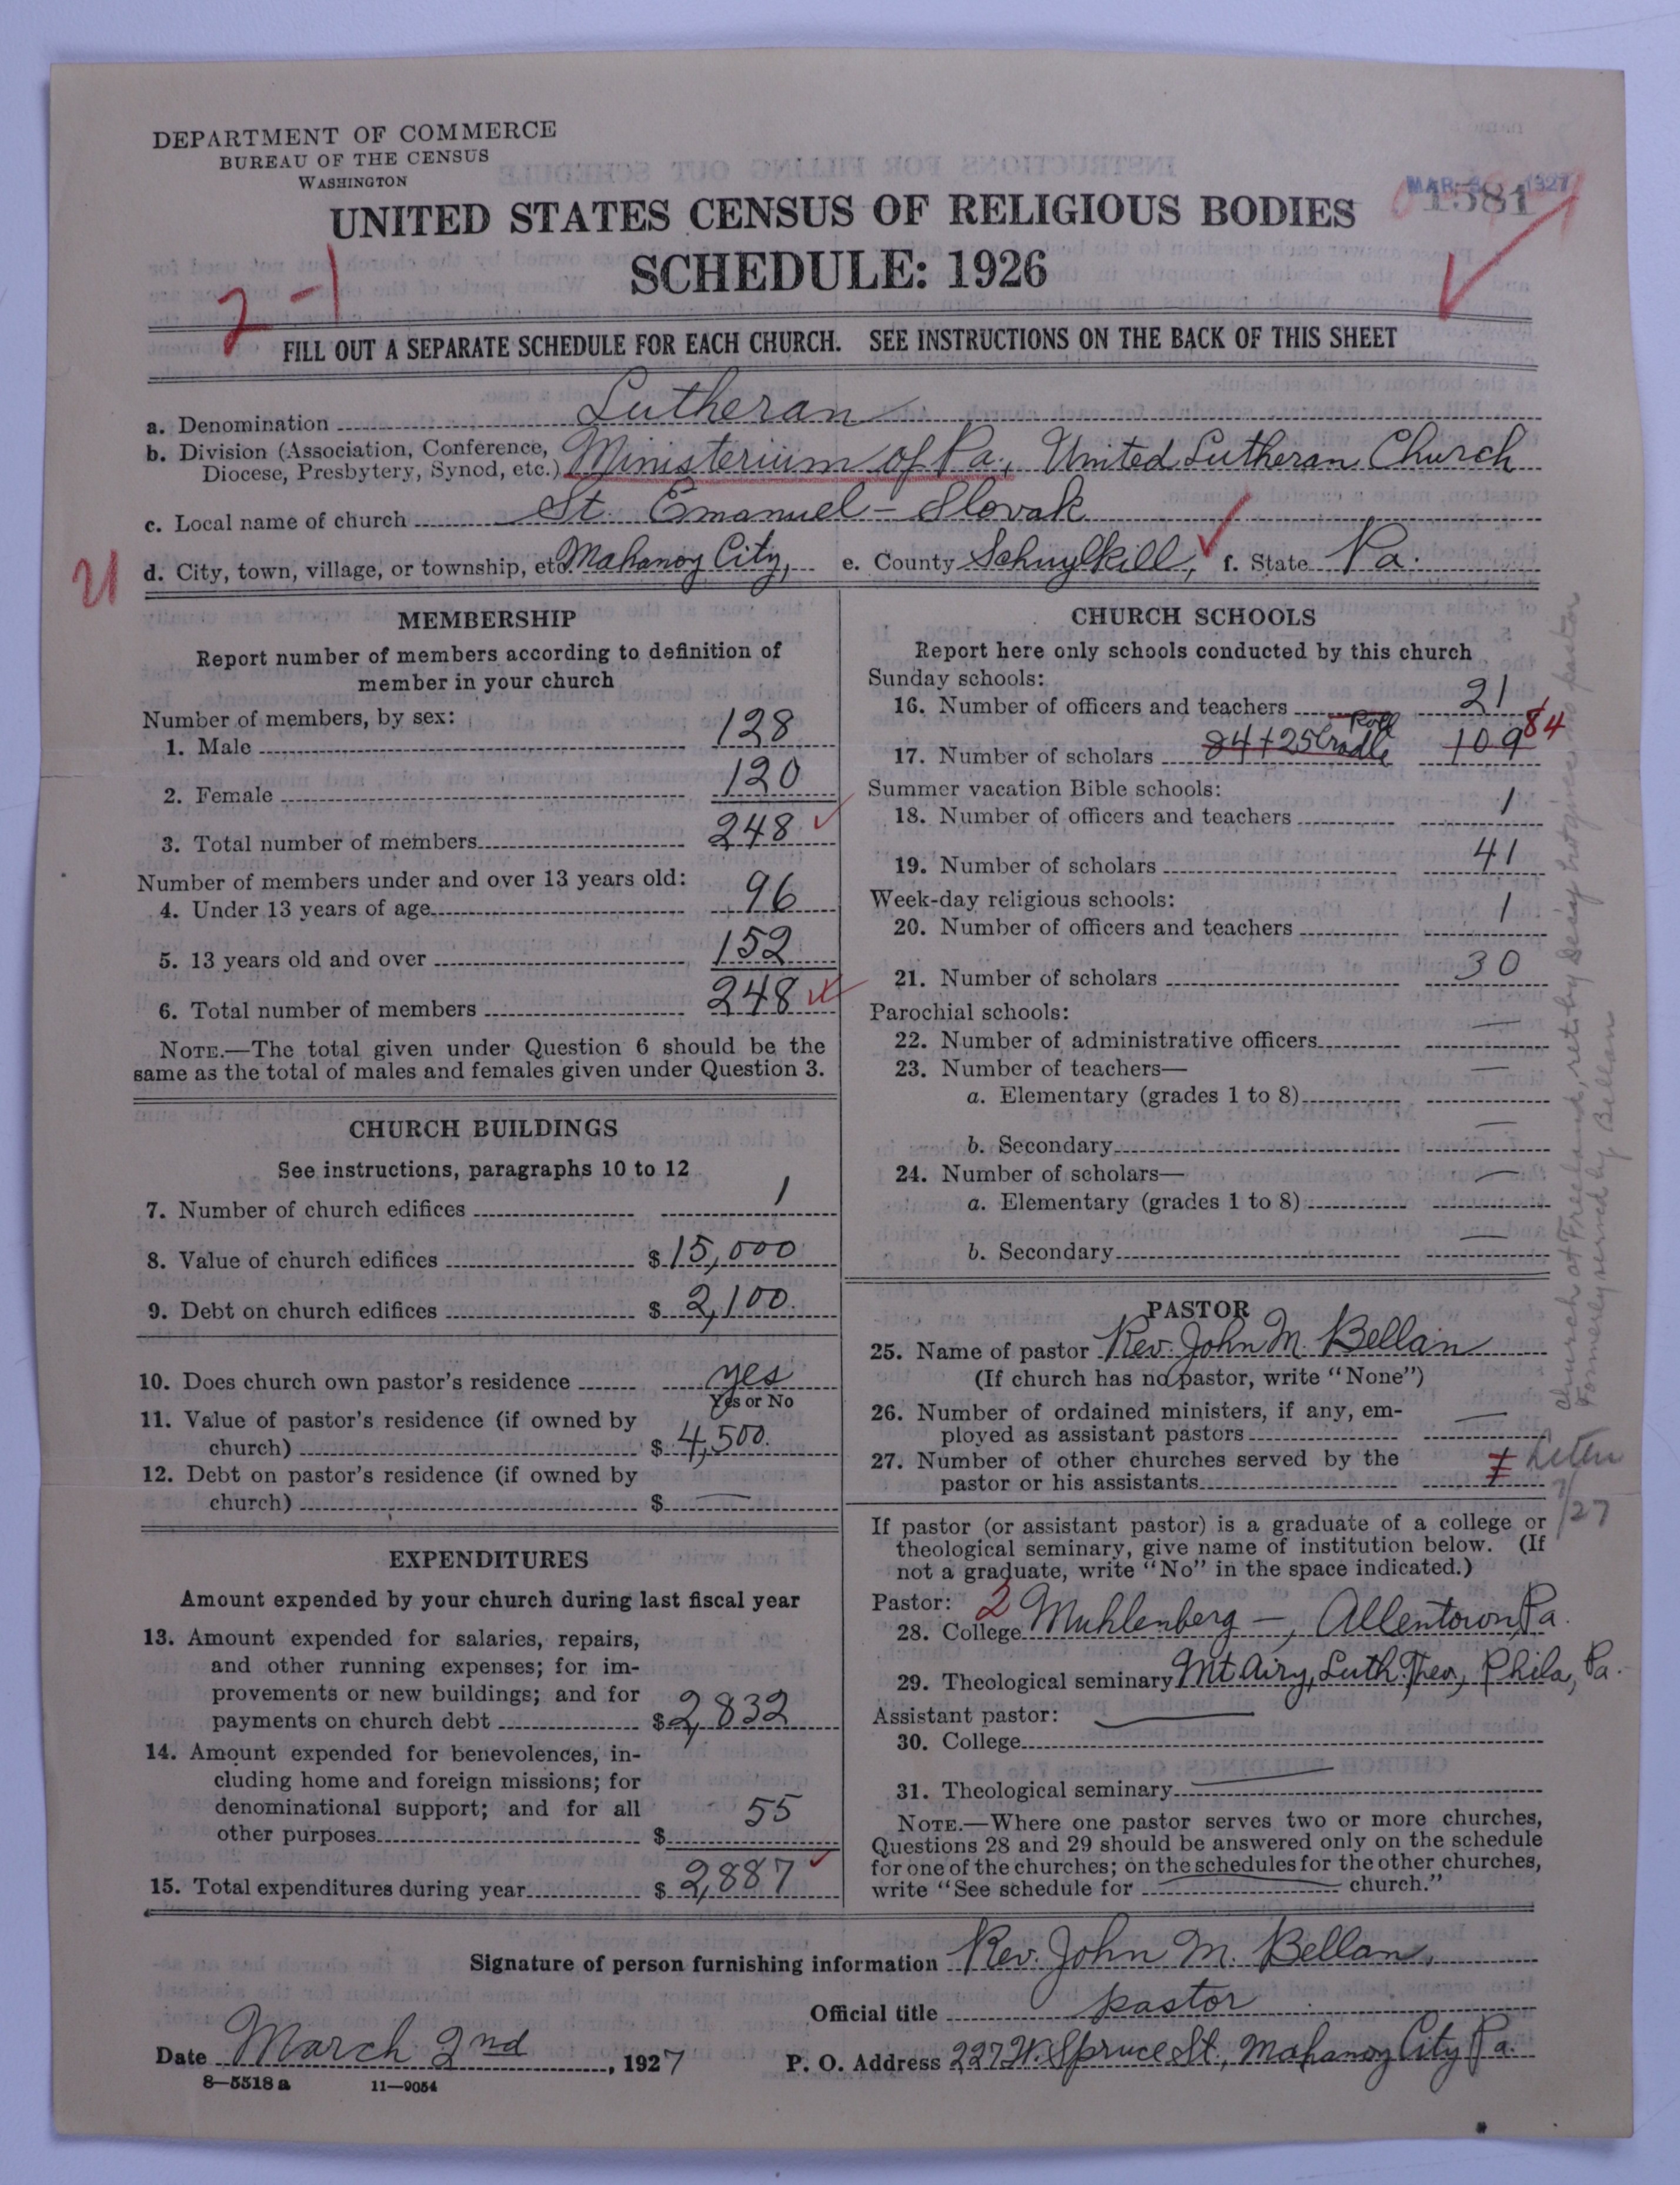 DEPARTMENT OF COMMERCE
BUREAU OF THE CENSUS
WASHINGTON
MAR 1927
1581
UNITED STATES CENSUS OF RELIGIOUS BODIES
SCHEDULE: 1926
2-1
FILL OUT A SEPARATE SCHEDULE FOR EACH CHURCH. SEE INSTRUCTIONS ON THE BACK OF THIS SHEET
a. Denomination Lutheran
b. Division (Association, Conference, Diocese, Presbytery, Synod, etc.) Ministerium of Pa., United Lutheran Church
c. Local name of church St. Emanuel - Slovak
d. City, town, village, or township, etc. Mahanoy City, e. County Schuylkill, f. State Pa.
MEMBERSHIP
Report number of members according to definition of
member in your church
Number of members, by sex:
1. Male 128
2. Female 120
3. Total number of members 248
Number of members under and over 13 years old:
4. Under 13 years of age 96
5. 13 years old and over 152
6. Total number of members 248
NOTE.—The total given under Question 6 should be the
same as the total of males and females given under Question 3.
CHURCH BUILDINGS
See instructions, paragraphs 10 to 12
7. Number of church edifices 1
8. Value of church edifices $15,000
9. Debt on church edifices $2,100.
10. Does church own pastor's residence yes
Yes or No
11. Value of pastor's residence (if owned by
church) $4,500.
12. Debt on pastor's residence (if owned by
church) $ —
EXPENDITURES
Amount expended by your church during last fiscal year
13. Amount expended for salaries, repairs,
and other running expenses; for im-
provements or new buildings; and for
payments on church debt $2,832
14. Amount expended for benevolences, in-
cluding home and foreign missions; for
denominational support; and for all
other purposes $ 55
15. Total expenditures during year $2,887
CHURCH SCHOOLS
Report here only schools conducted by this church
Sunday schools:
16. Number of officers and teachers 21
17. Number of scholars 84+25 Cradle Roll 109 84
Summer vacation Bible schools:
18. Number of officers and teachers 1
19. Number of scholars 41
Week-day religious schools:
20. Number of officers and teachers 1
21. Number of scholars 30
Parochial schools:
22. Number of administrative officers —
23. Number of teachers— —
a. Elementary (grades 1 to 8)
b. Secondary —
24. Number of scholars— —
a. Elementary (grades 1 to 8)
b. Secondary —
PASTOR
25. Name of pastor Rev. John M. Bellan
(If church has no pastor, write "None")
26. Number of ordained ministers, if any, em-
ployed as assistant pastors —
27. Number of other churches served by the
pastor or his assistants
Letter
/27
If pastor (or assistant pastor) is a graduate of a college or
theological seminary, give name of institution below. (If
not a graduate, write "No" in the space indicated.)
Pastor: 2
28. College Muhlenberg —, Allentown, Pa.
29. Theological seminary Mt. Airy, Luth. Theo, Phila, Pa.
Assistant pastor: —
30. College
31. Theological seminary —
NOTE.—Where one pastor serves two or more churches,
Questions 28 and 29 should be answered only on the schedule
for one of the churches; on the schedules for the other churches,
write "See schedule for — church."
Church at Freeland, ret. by Desig but gives no pastor
Formerly served by Bellan
Signature of person furnishing information Rev. John M. Bellan,
Official title pastor
Date March 2nd, 1927 P. O. Address 227 W. Spruce St., Mahanoy City Pa.
8—5518 a 11—9054